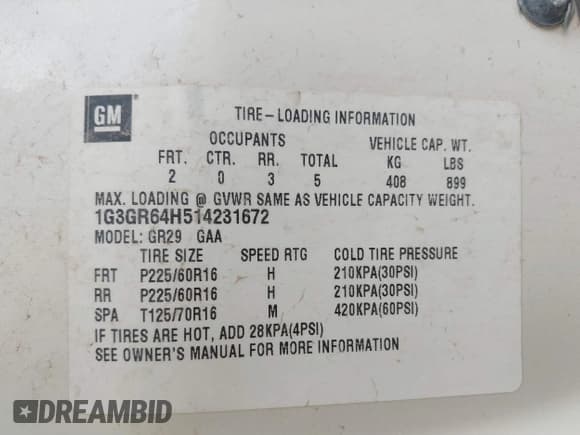 GM
TIRE-LOADING INFORMATION
OCCUPANTS VEHICLE CAP. WT.
FRT. CTR. RR. TOTAL KG LBS
2 0 3 5 408 899
MAX. LOADING @ GVWR SAME AS VEHICLE CAPACITY WEIGHT.
1G3GR64H514231672
MODEL: GR29 GAA
TIRE SIZE SPEED RTG COLD TIRE PRESSURE
FRT P225/60R16 H 210KPA(30PSI)
RR P225/60R16 H 210KPA(30PSI)
SPA T125/70R16 M 420KPA(60PSI)
IF TIRES ARE HOT, ADD 28KPA(4PSI)
SEE OWNER'S MANUAL FOR MORE INFORMATION
DREAMBID